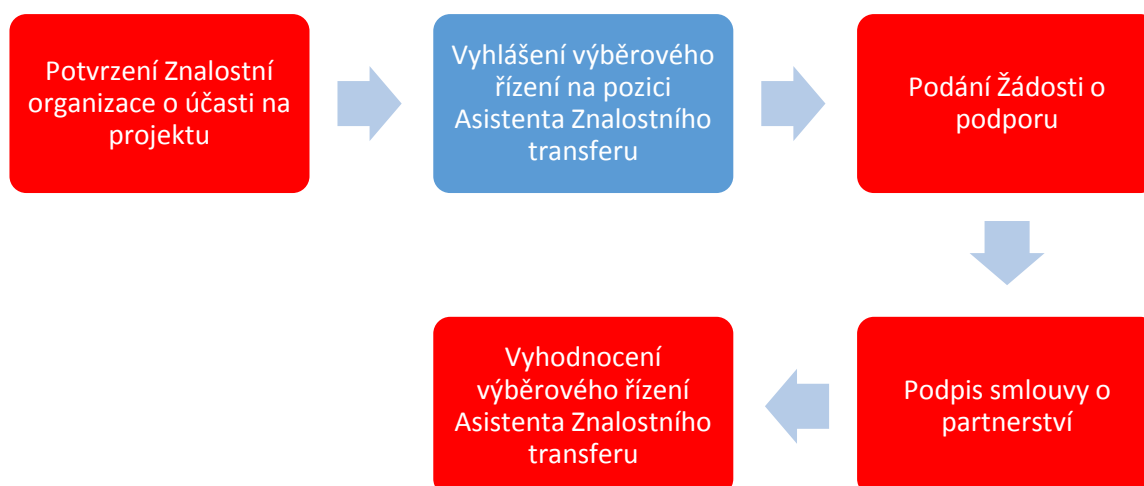 Potvrzení Znalostní
organizace o účasti na
projektu
Vyhlášení výběrového
řízení na pozici
Asistenta Znalostního
transferu
Podání Žádosti o
podporu
Podpis smlouvy o
partnerství
Vyhodnocení
výběrového řízení
Asistenta Znalostního
transferu